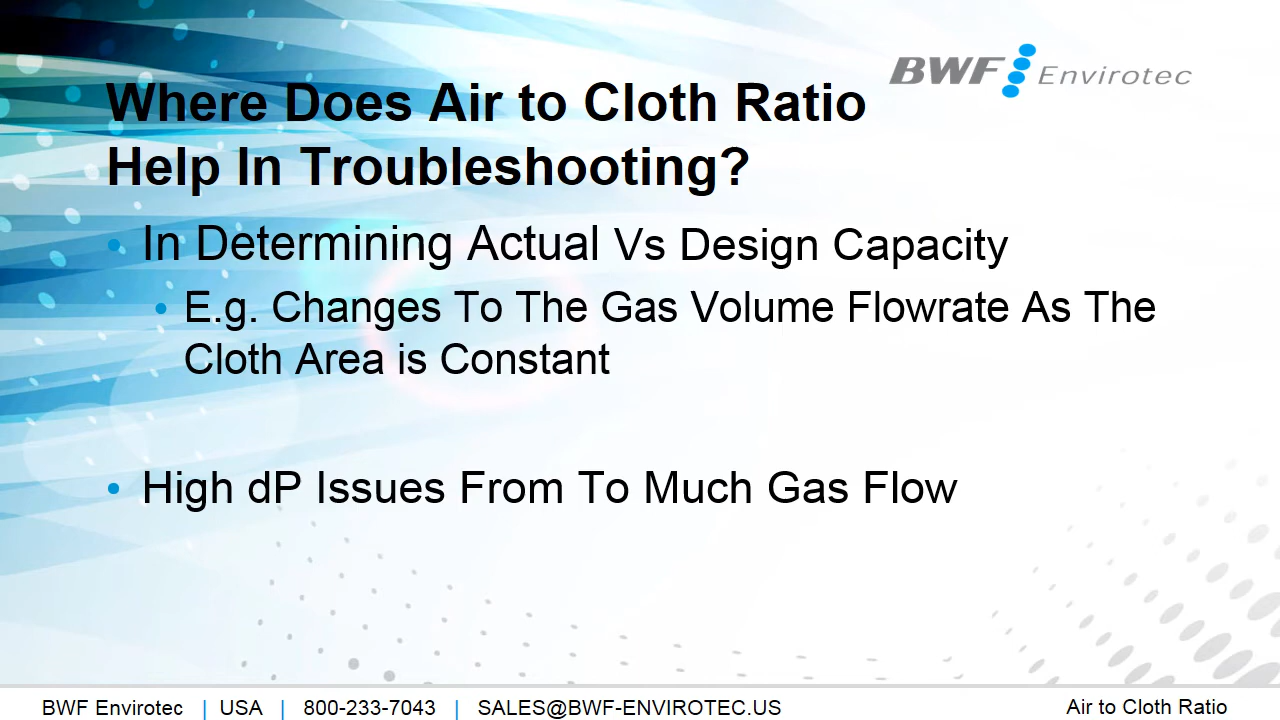 BWF Envirotec
Where Does Air to Cloth Ratio
Help In Troubleshooting?
• In Determining Actual Vs Design Capacity
• E.g. Changes To The Gas Volume Flowrate As The
Cloth Area is Constant
• High dP Issues From To Much Gas Flow
BWF Envirotec | USA | 800-233-7043 | SALES@BWF-ENVIROTEC.US
Air to Cloth Ratio